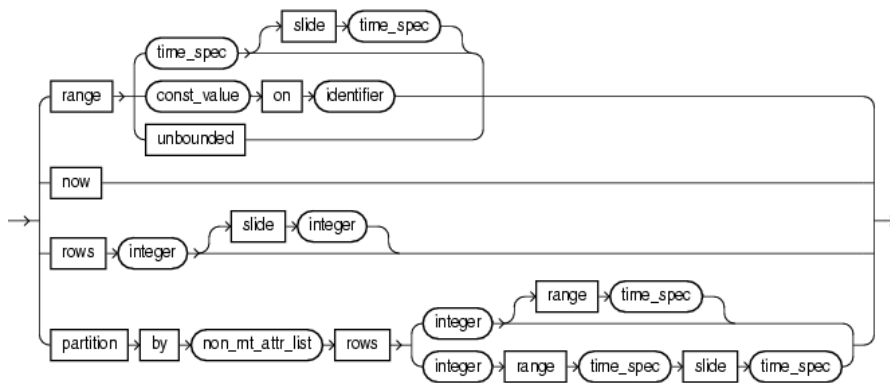 slide time_spec
time_spec
range const_value on identifier
unbounded
now
slide integer
rows integer
range time_spec
integer
partition by non_mt_attr_list rows
integer range time_spec slide time_spec